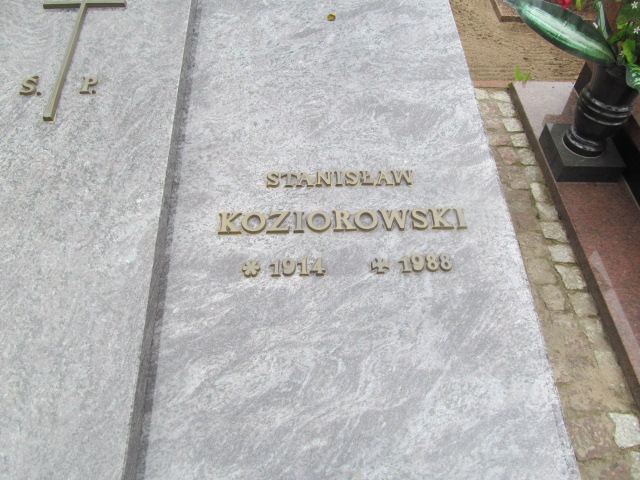 Ś. P.
STANISŁAW
KOZIOROWSKI
* 1914 ✝ 1988